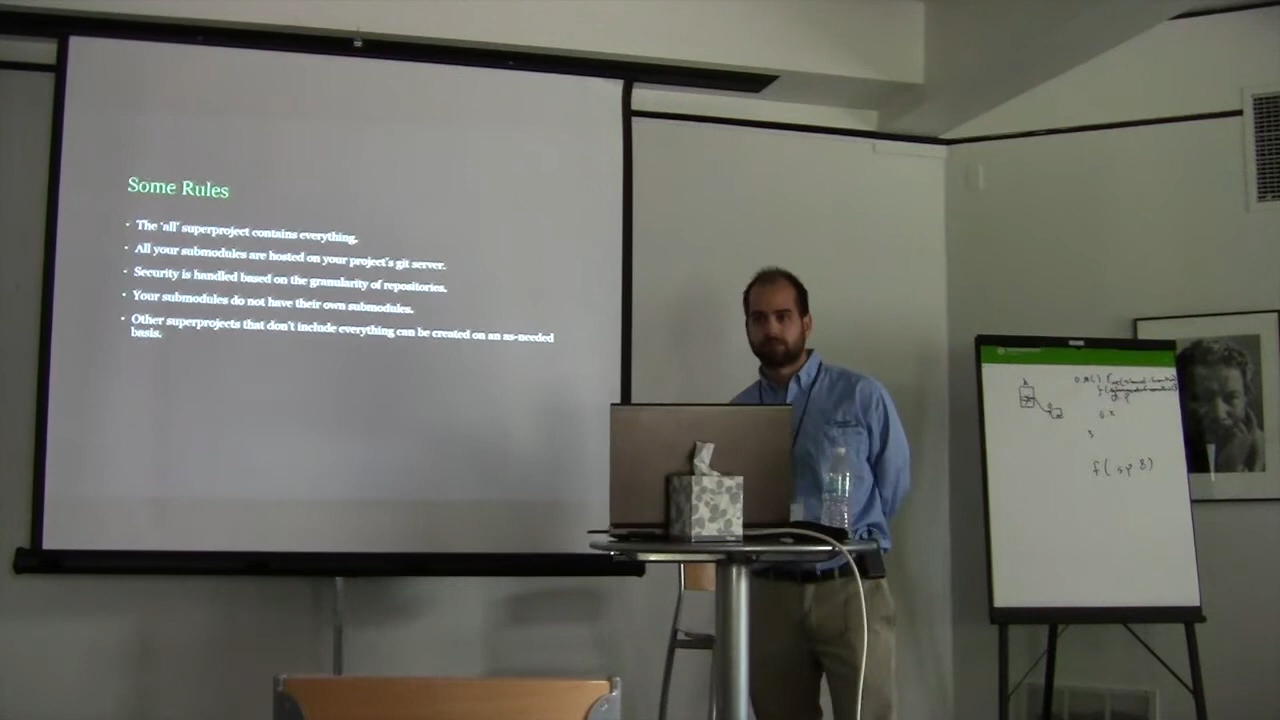 Some Rules
• The ‘all’ superproject contains everything.
• All your submodules are hosted on your project’s git server.
• Security is handled based on the granularity of repositories.
• Your submodules do not have their own submodules.
• Other superprojects that don’t include everything can be created on an as-needed
basis.
f( sp 8)